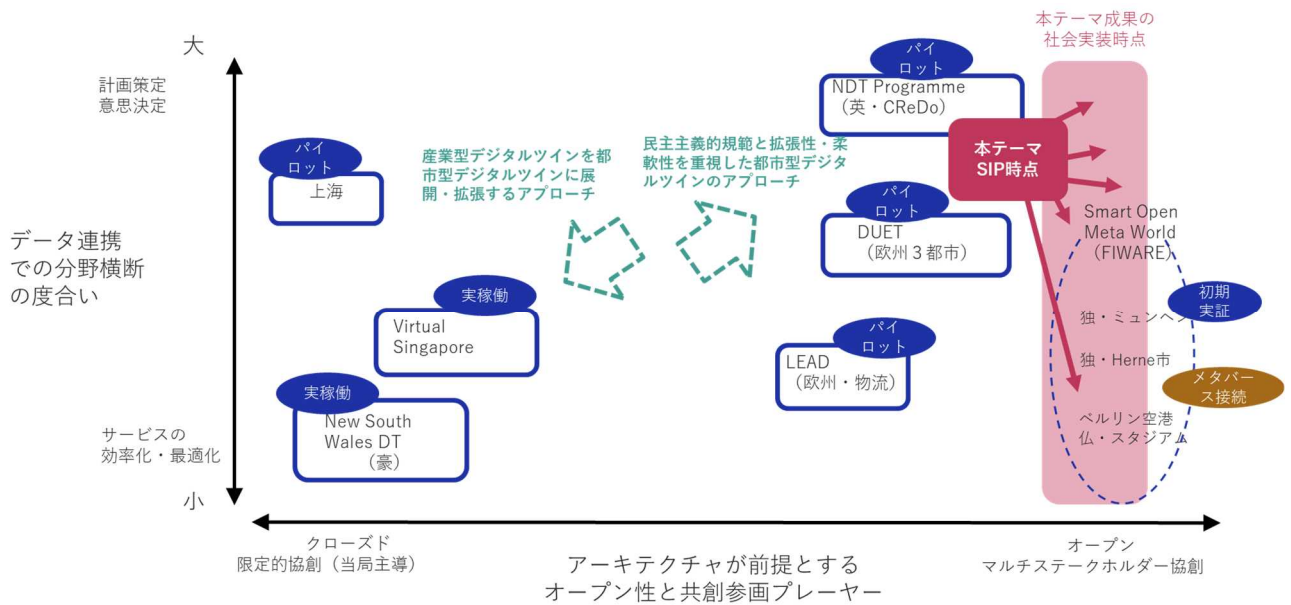 本テーマ成果の
社会実装時点
大
計画策定
意思決定
パイ
ロット
NDT Programme
（英・CReDo）
本テーマ
SIP時点
パイ
ロット
上海
産業型デジタルツインを都
市型デジタルツインに展
開・拡張するアプローチ
民主主義的規範と拡張性・柔
軟性を重視した都市型デジタ
ルツインのアプローチ
パイ
ロット
DUET
（欧州３都市）
Smart Open
Meta World
（FIWARE）
データ連携
での分野横断
の度合い
実稼働
Virtual
Singapore
初期
実証
独・ミュンヘン
パイ
ロット
LEAD
（欧州・物流）
独・Herne市
メタバー
ス接続
実稼働
New South
Wales DT
（豪）
ベルリン空港
仏・スタジアム
サービスの
効率化・最適化
小
クローズド
限定的協創（当局主導）
アーキテクチャが前提とする
オープン性と共創参画プレーヤー
オープン
マルチステークホルダー協創